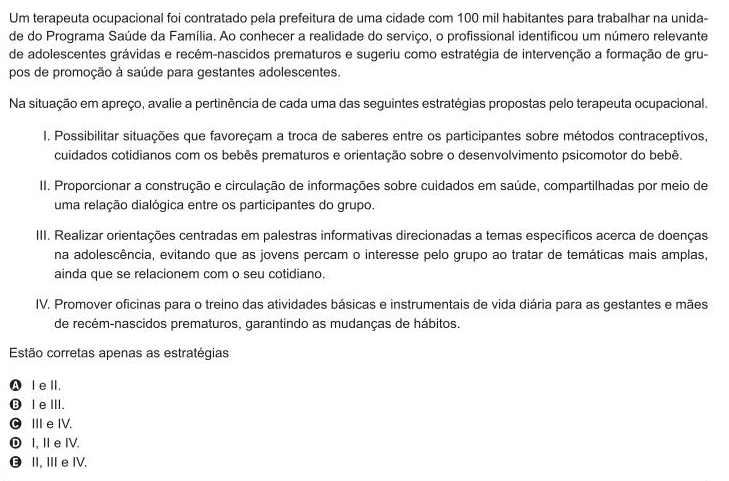 Um terapeuta ocupacional foi contratado pela prefeitura de uma cidade com 100 mil habitantes para trabalhar na unida-
de do Programa Saúde da Família. Ao conhecer a realidade do serviço, o profissional identificou um número relevante
de adolescentes grávidas e recém-nascidos prematuros e sugeriu como estratégia de intervenção a formação de gru-
pos de promoção à saúde para gestantes adolescentes.
Na situação em apreço, avalie a pertinência de cada uma das seguintes estratégias propostas pelo terapeuta ocupacional.
I. Possibilitar situações que favoreçam a troca de saberes entre os participantes sobre métodos contraceptivos,
cuidados cotidianos com os bebês prematuros e orientação sobre o desenvolvimento psicomotor do bebê.
II. Proporcionar a construção e circulação de informações sobre cuidados em saúde, compartilhadas por meio de
uma relação dialógica entre os participantes do grupo.
III. Realizar orientações centradas em palestras informativas direcionadas a temas específicos acerca de doenças
na adolescência, evitando que as jovens percam o interesse pelo grupo ao tratar de temáticas mais amplas,
ainda que se relacionem com o seu cotidiano.
IV. Promover oficinas para o treino das atividades básicas e instrumentais de vida diária para as gestantes e mães
de recém-nascidos prematuros, garantindo as mudanças de hábitos.
Estão corretas apenas as estratégias
A I e II.
B I e III.
C III e IV.
D I, II e IV.
E II, III e IV.